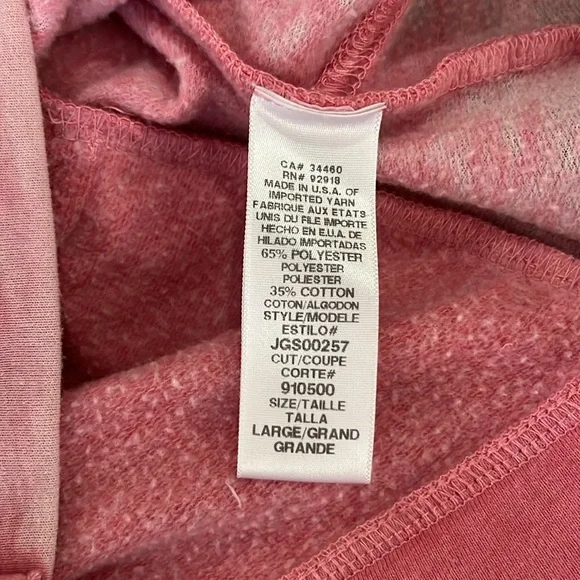 CA# 34460
RN# 92918
MADE IN U.S.A. OF
IMPORTED YARN
FABRIQUE AUX ETATS
UNIS DU FILE IMPORTE
HECHO EN E.U.A. DE
HILADO IMPORTADAS
65% POLYESTER
POLYESTER
POLIESTER
35% COTTON
COTON/ALGODON
STYLE/MODELE
ESTILO#
JGS00257
CUT/COUPE
CORTE#
910500
SIZE/TAILLE
TALLA
LARGE/GRAND
GRANDE